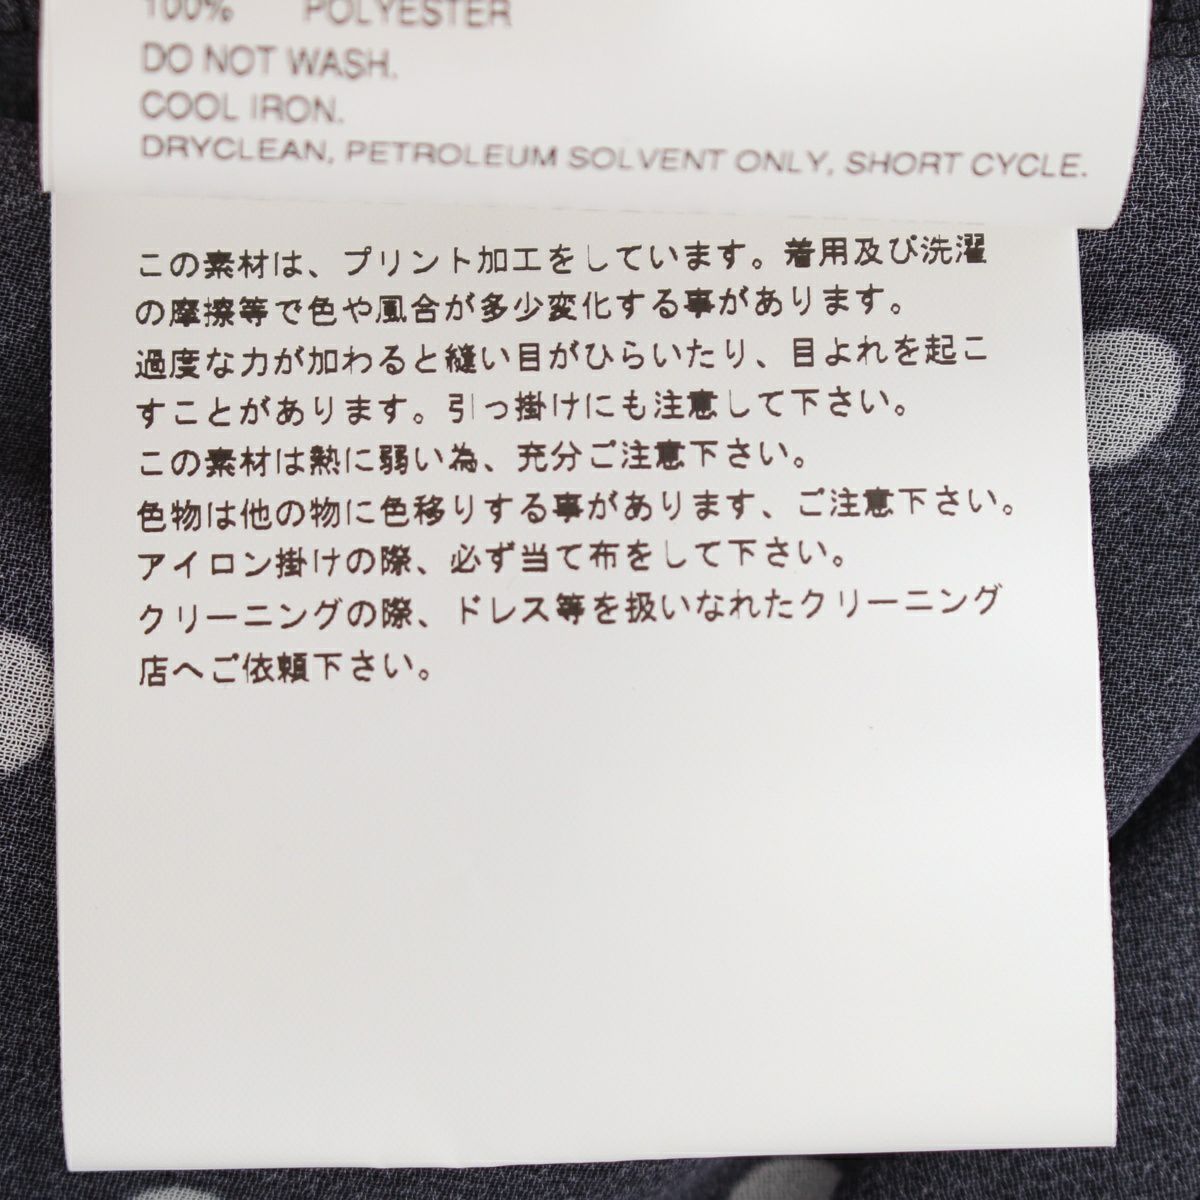 100% POLYESTER
DO NOT WASH.
COOL IRON.
DRYCLEAN, PETROLEUM SOLVENT ONLY, SHORT CYCLE.
この素材は、プリント加工をしています。着用及び洗濯
の摩擦等で色や風合が多少変化する事があります。
過度な力が加わると縫い目がひらいたり、目よれを起こ
すことがあります。引っ掛けにも注意して下さい。
この素材は熱に弱い為、充分ご注意下さい。
色物は他の物に色移りする事があります、ご注意下さい。
アイロン掛けの際、必ず当て布をして下さい。
クリーニングの際、ドレス等を扱いなれたクリーニング
店へご依頼下さい。